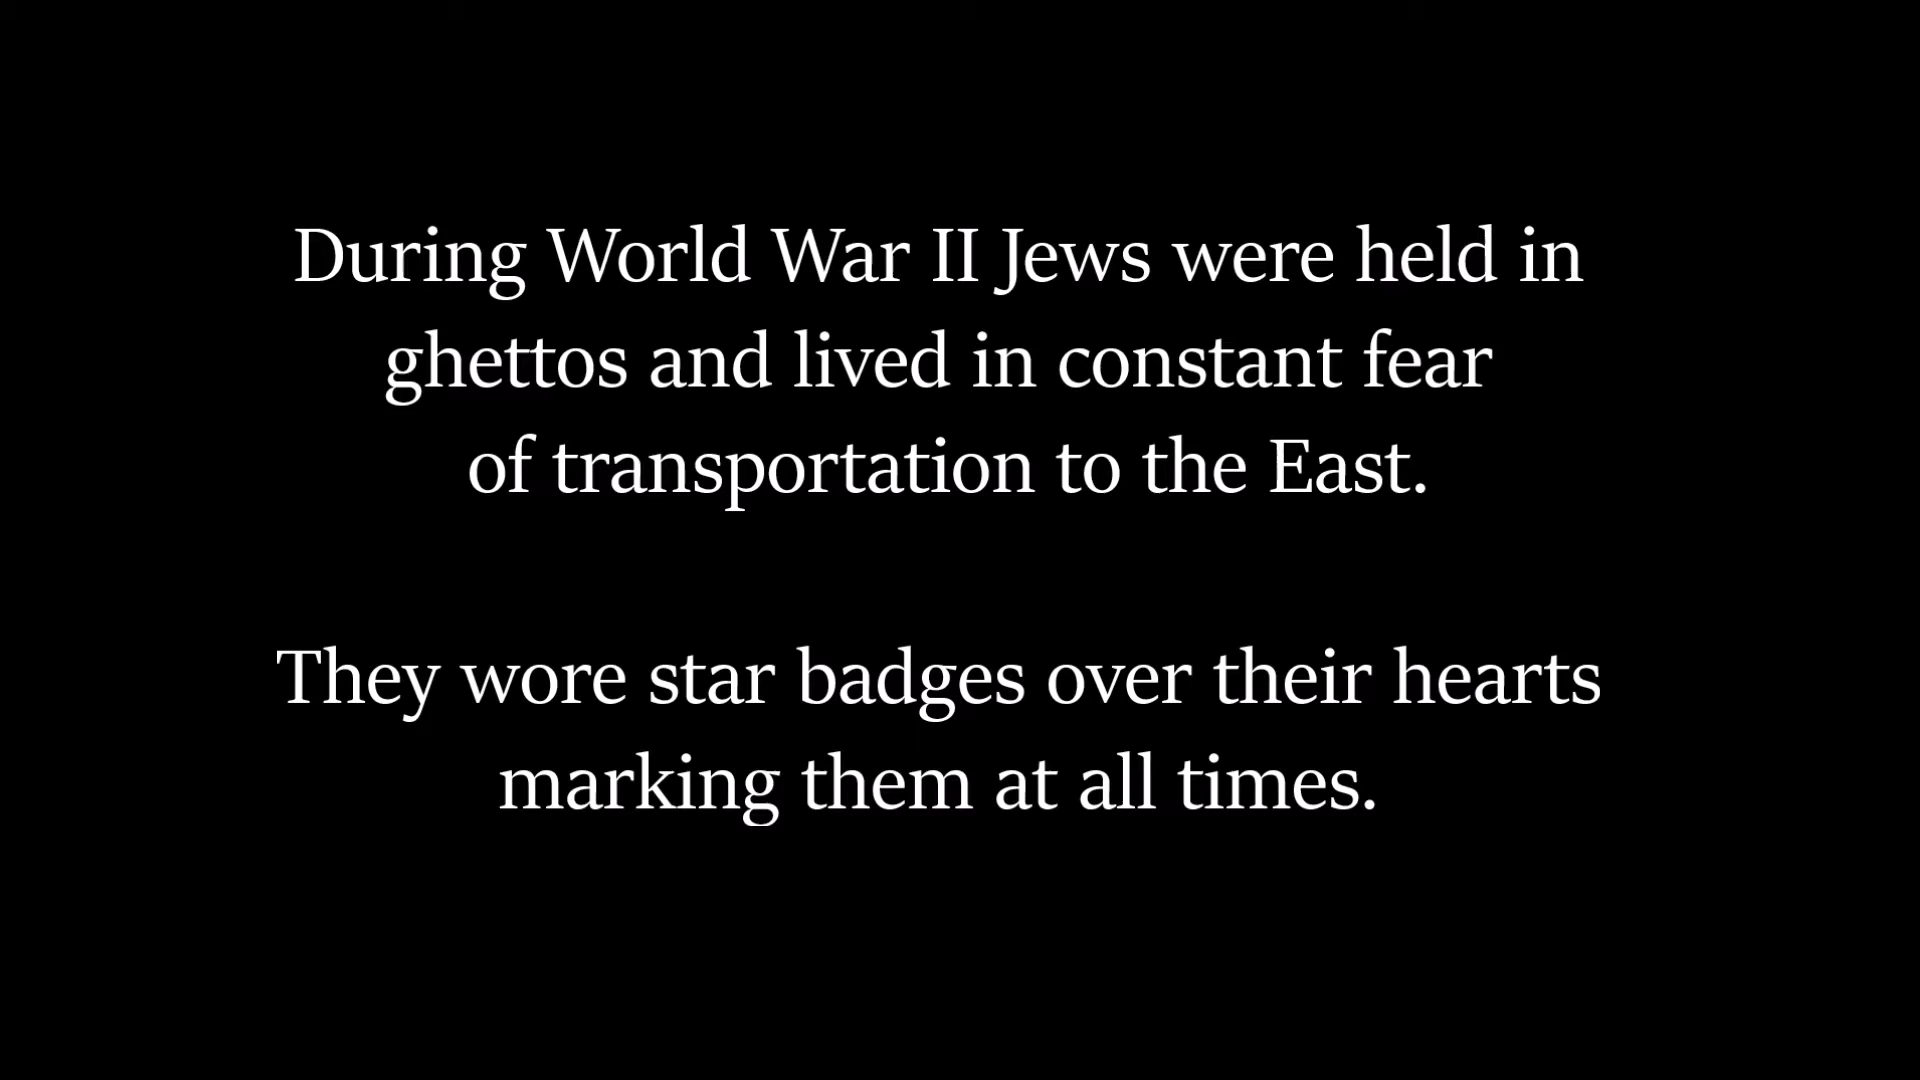 During World War II Jews were held in
ghettos and lived in constant fear
of transportation to the East.
They wore star badges over their hearts
marking them at all times.